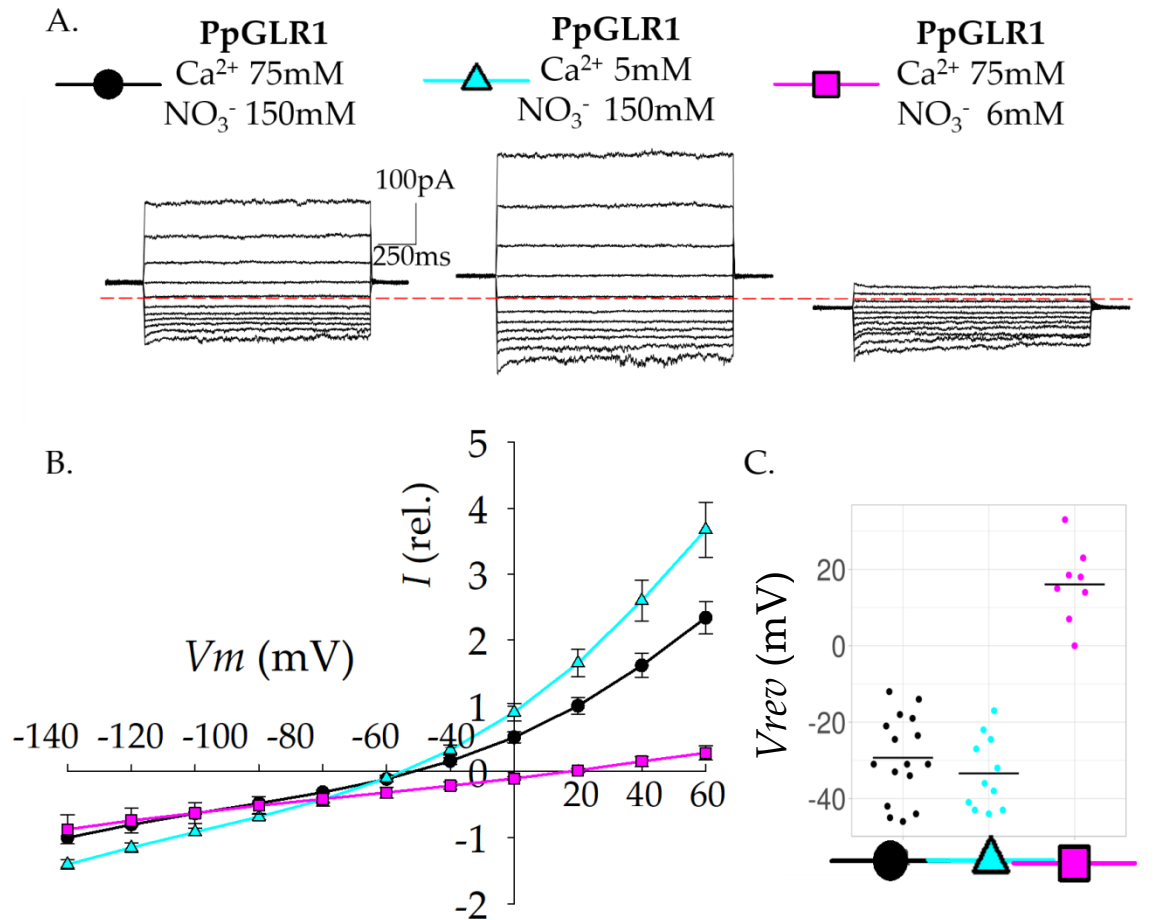 A.
PpGLR1
Ca²⁺ 75mM
NO₃⁻ 150mM
PpGLR1
Ca²⁺ 5mM
NO₃⁻ 150mM
PpGLR1
Ca²⁺ 75mM
NO₃⁻ 6mM
100pA
250ms
B.
I (rel.)
5
4
3
2
1
0
-1
-2
Vm (mV)
-140 -120 -100 -80 -60 -40
20 40 60
C.
Vrev (mV)
20
0
-20
-40